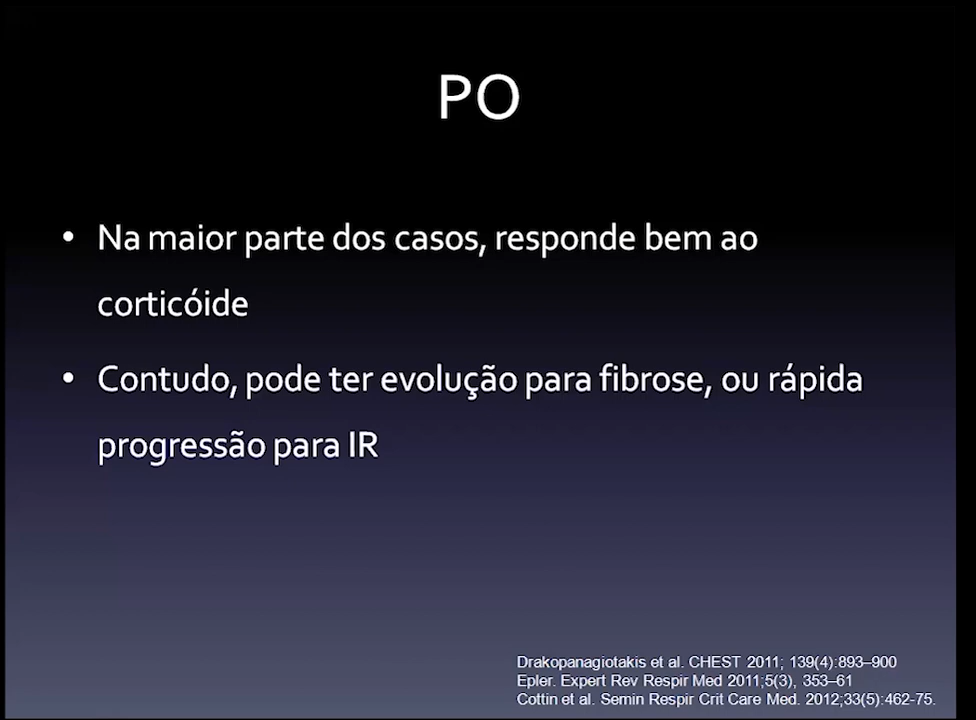 PO
• Na maior parte dos casos, responde bem ao
corticóide
• Contudo, pode ter evolução para fibrose, ou rápida
progressão para IR
Drakopanagiotakis et al. CHEST 2011; 139(4):893–900
Epler. Expert Rev Respir Med 2011;5(3), 353–61
Cottin et al. Semin Respir Crit Care Med. 2012;33(5):462-75.